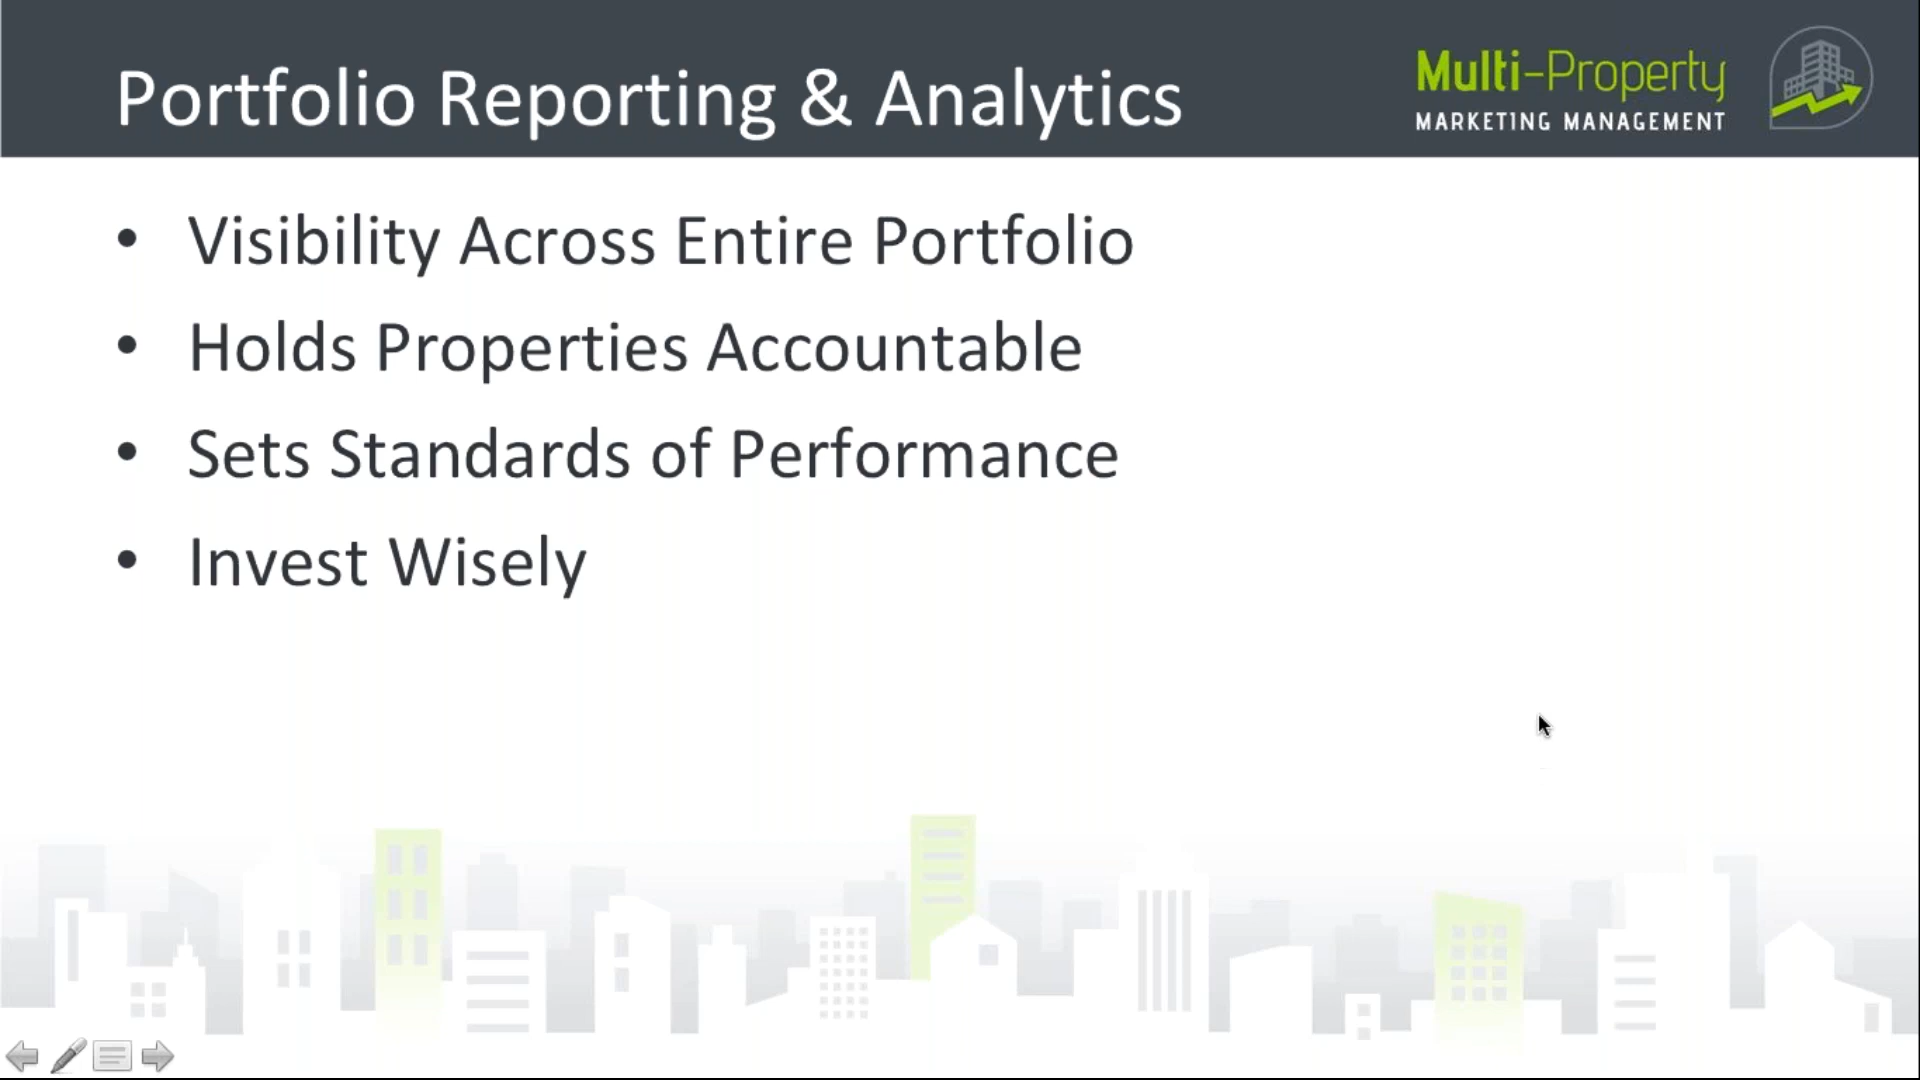 Portfolio Reporting & Analytics
Multi-Property
MARKETING MANAGEMENT
• Visibility Across Entire Portfolio
• Holds Properties Accountable
• Sets Standards of Performance
• Invest Wisely